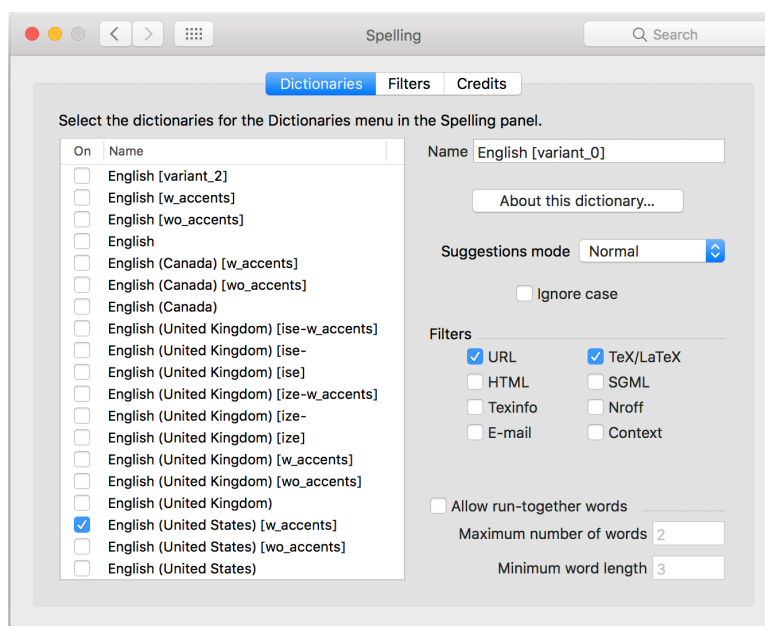 Spelling
Search
Dictionaries Filters Credits
Select the dictionaries for the Dictionaries menu in the Spelling panel.
On Name
English [variant_2]
English [w_accents]
English [wo_accents]
English
English (Canada) [w_accents]
English (Canada) [wo_accents]
English (Canada)
English (United Kingdom) [ise-w_accents]
English (United Kingdom) [ise-
English (United Kingdom) [ise]
English (United Kingdom) [ize-w_accents]
English (United Kingdom) [ize-
English (United Kingdom) [ize]
English (United Kingdom) [w_accents]
English (United Kingdom) [wo_accents]
English (United Kingdom)
English (United States) [w_accents]
English (United States) [wo_accents]
English (United States)
Name English [variant_0]
About this dictionary...
Suggestions mode Normal
Ignore case
Filters
URL TeX/LaTeX
HTML SGML
Texinfo Nroff
E-mail Context
Allow run-together words
Maximum number of words 2
Minimum word length 3